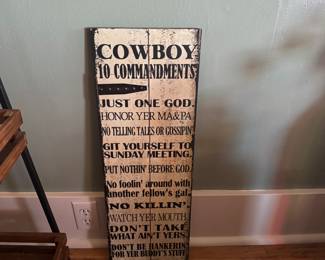 COWBOY
10 COMMANDMENTS
JUST ONE GOD.
HONOR YER MA&PA.
NO TELLING TALES OR GOSSIPIN'.
GIT YOURSELF TO
SUNDAY MEETING.
PUT NOTHIN' BEFORE GOD.
No foolin' around with
another fellow's gal.
NO KILLIN'.
WATCH YER MOUTH.
DON'T TAKE
WHAT AIN'T YERS.
DON'T BE HANKERIN'
FOR YER BUDDY'S STUFF